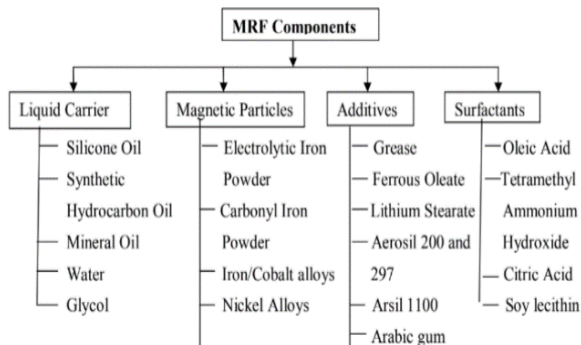 MRF Components
Liquid Carrier
Silicone Oil
Synthetic
Hydrocarbon Oil
Mineral Oil
Water
Glycol
Magnetic Particles
Electrolytic Iron
Powder
Carbonyl Iron
Powder
Iron/Cobalt alloys
Nickel Alloys
Additives
Grease
Ferrous Oleate
Lithium Stearate
Aerosil 200 and
297
Arsil 1100
Arabic gum
Surfactants
Oleic Acid
Tetramethyl
Ammonium
Hydroxide
Citric Acid
Soy lecithin